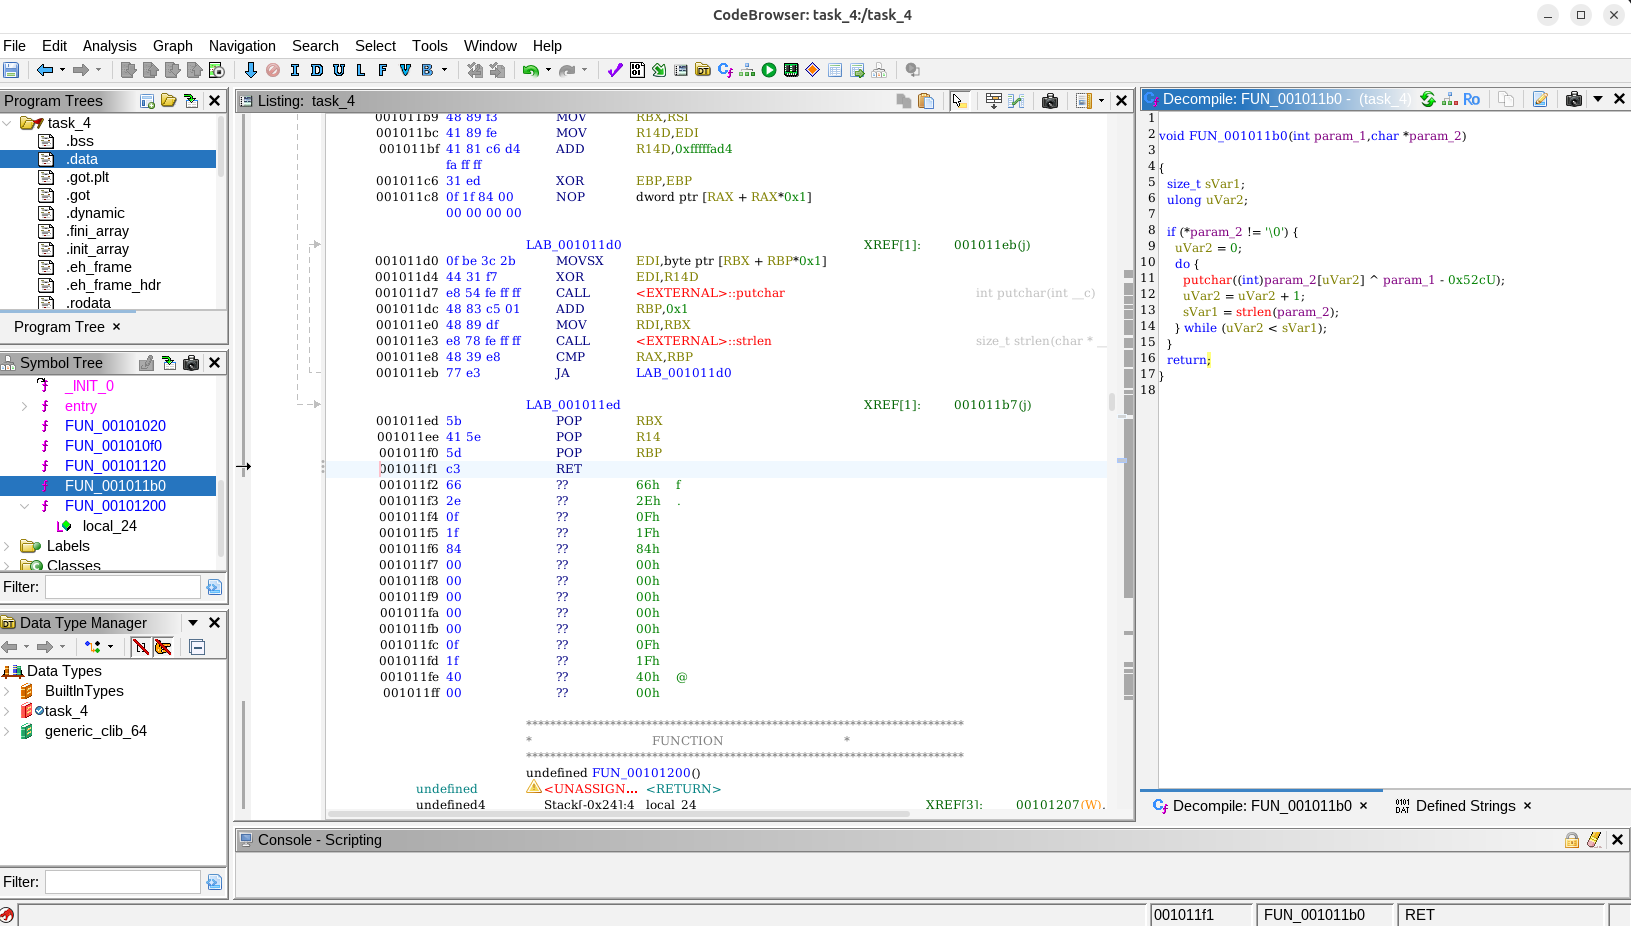 CodeBrowser: task_4:/task_4
File Edit Analysis Graph Navigation Search Select Tools Window Help
I D U L F V B
Program Trees
task_4
.bss
.data
.got.plt
.got
.dynamic
.fini_array
.init_array
.eh_frame
.eh_frame_hdr
.rodata
Program Tree ×
Symbol Tree
_INIT_0
entry
FUN_00101020
FUN_001010f0
FUN_00101120
FUN_001011b0
FUN_00101200
local_24
Labels
Classes
Filter:
Data Type Manager
Data Types
BuiltInTypes
task_4
generic_clib_64
Filter:
Listing: task_4
001011b9 48 89 f3 MOV RBX,RSI
001011bc 41 89 fe MOV R14D,EDI
001011bf 41 81 c6 d4 ADD R14D,0xfffffad4
fa ff ff
001011c6 31 ed XOR EBP,EBP
001011c8 0f 1f 84 00 NOP dword ptr [RAX + RAX*0x1]
00 00 00 00
LAB_001011d0 XREF[1]: 001011eb(j)
001011d0 0f be 3c 2b MOVSX EDI,byte ptr [RBX + RBP*0x1]
001011d4 44 31 f7 XOR EDI,R14D
001011d7 e8 54 fe ff ff CALL <EXTERNAL>::putchar int putchar(int __c)
001011dc 48 83 c5 01 ADD RBP,0x1
001011e0 48 89 df MOV RDI,RBX
001011e3 e8 78 fe ff ff CALL <EXTERNAL>::strlen size_t strlen(char * __
001011e8 48 39 e8 CMP RAX,RBP
001011eb 77 e3 JA LAB_001011d0
LAB_001011ed XREF[1]: 001011b7(j)
001011ed 5b POP RBX
001011ee 41 5e POP R14
001011f0 5d POP RBP
001011f1 c3 RET
001011f2 66 ?? 66h f
001011f3 2e ?? 2Eh .
001011f4 0f ?? 0Fh
001011f5 1f ?? 1Fh
001011f6 84 ?? 84h
001011f7 00 ?? 00h
001011f8 00 ?? 00h
001011f9 00 ?? 00h
001011fa 00 ?? 00h
001011fb 00 ?? 00h
001011fc 0f ?? 0Fh
001011fd 1f ?? 1Fh
001011fe 40 ?? 40h @
001011ff 00 ?? 00h
* FUNCTION *
undefined FUN_00101200()
undefined <UNASSIGN... <RETURN>
undefined4 Stack[-0x24]:4 local_24 XREF[3]: 00101207(W),
Decompile: FUN_001011b0 - (task_4)
Ro
1
2 void FUN_001011b0(int param_1,char *param_2)
3
4 {
5 size_t sVar1;
6 ulong uVar2;
7
8 if (*param_2 != '\0') {
9 uVar2 = 0;
10 do {
11 putchar((int)param_2[uVar2] ^ param_1 - 0x52cU);
12 uVar2 = uVar2 + 1;
13 sVar1 = strlen(param_2);
14 } while (uVar2 < sVar1);
15 }
16 return;
17 }
18
Decompile: FUN_001011b0 × Defined Strings ×
Console - Scripting
001011f1 FUN_001011b0 RET